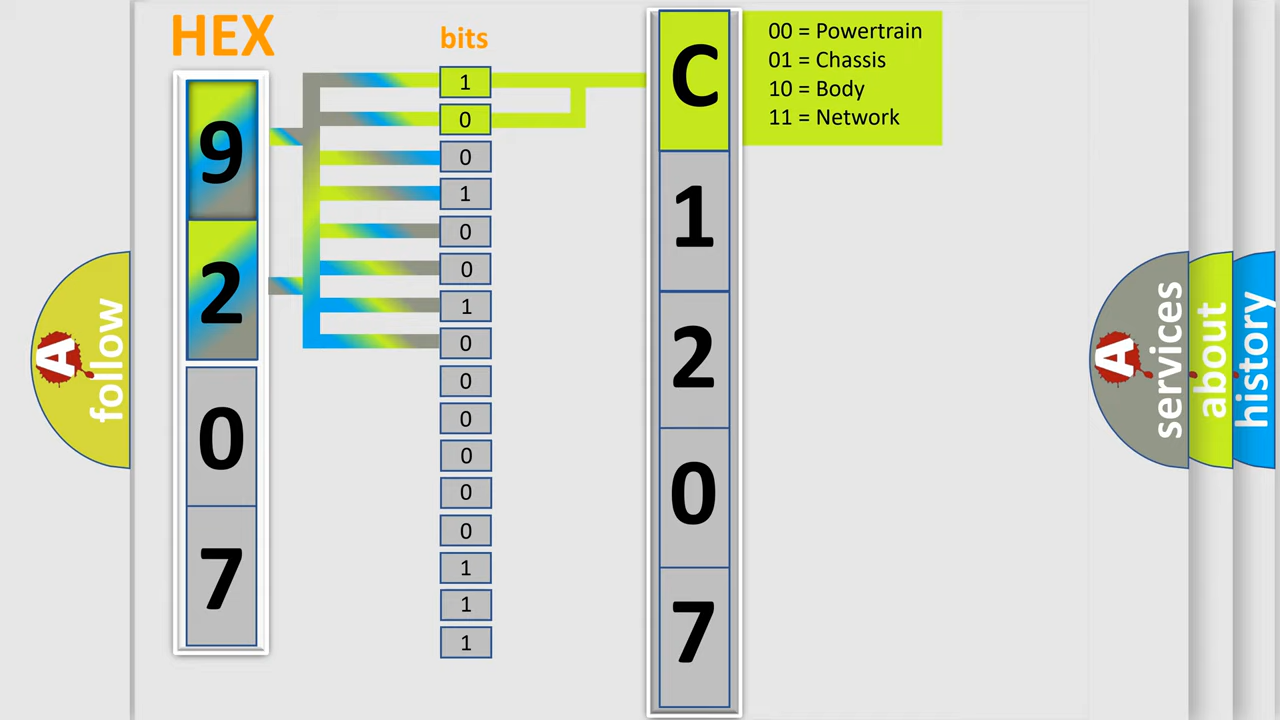 HEX
bits
9
2
0
7
1
0
0
1
0
0
1
0
0
0
0
0
0
1
1
1
C
1
2
0
7
00 = Powertrain
01 = Chassis
10 = Body
11 = Network
A
follow
A
services
about
history